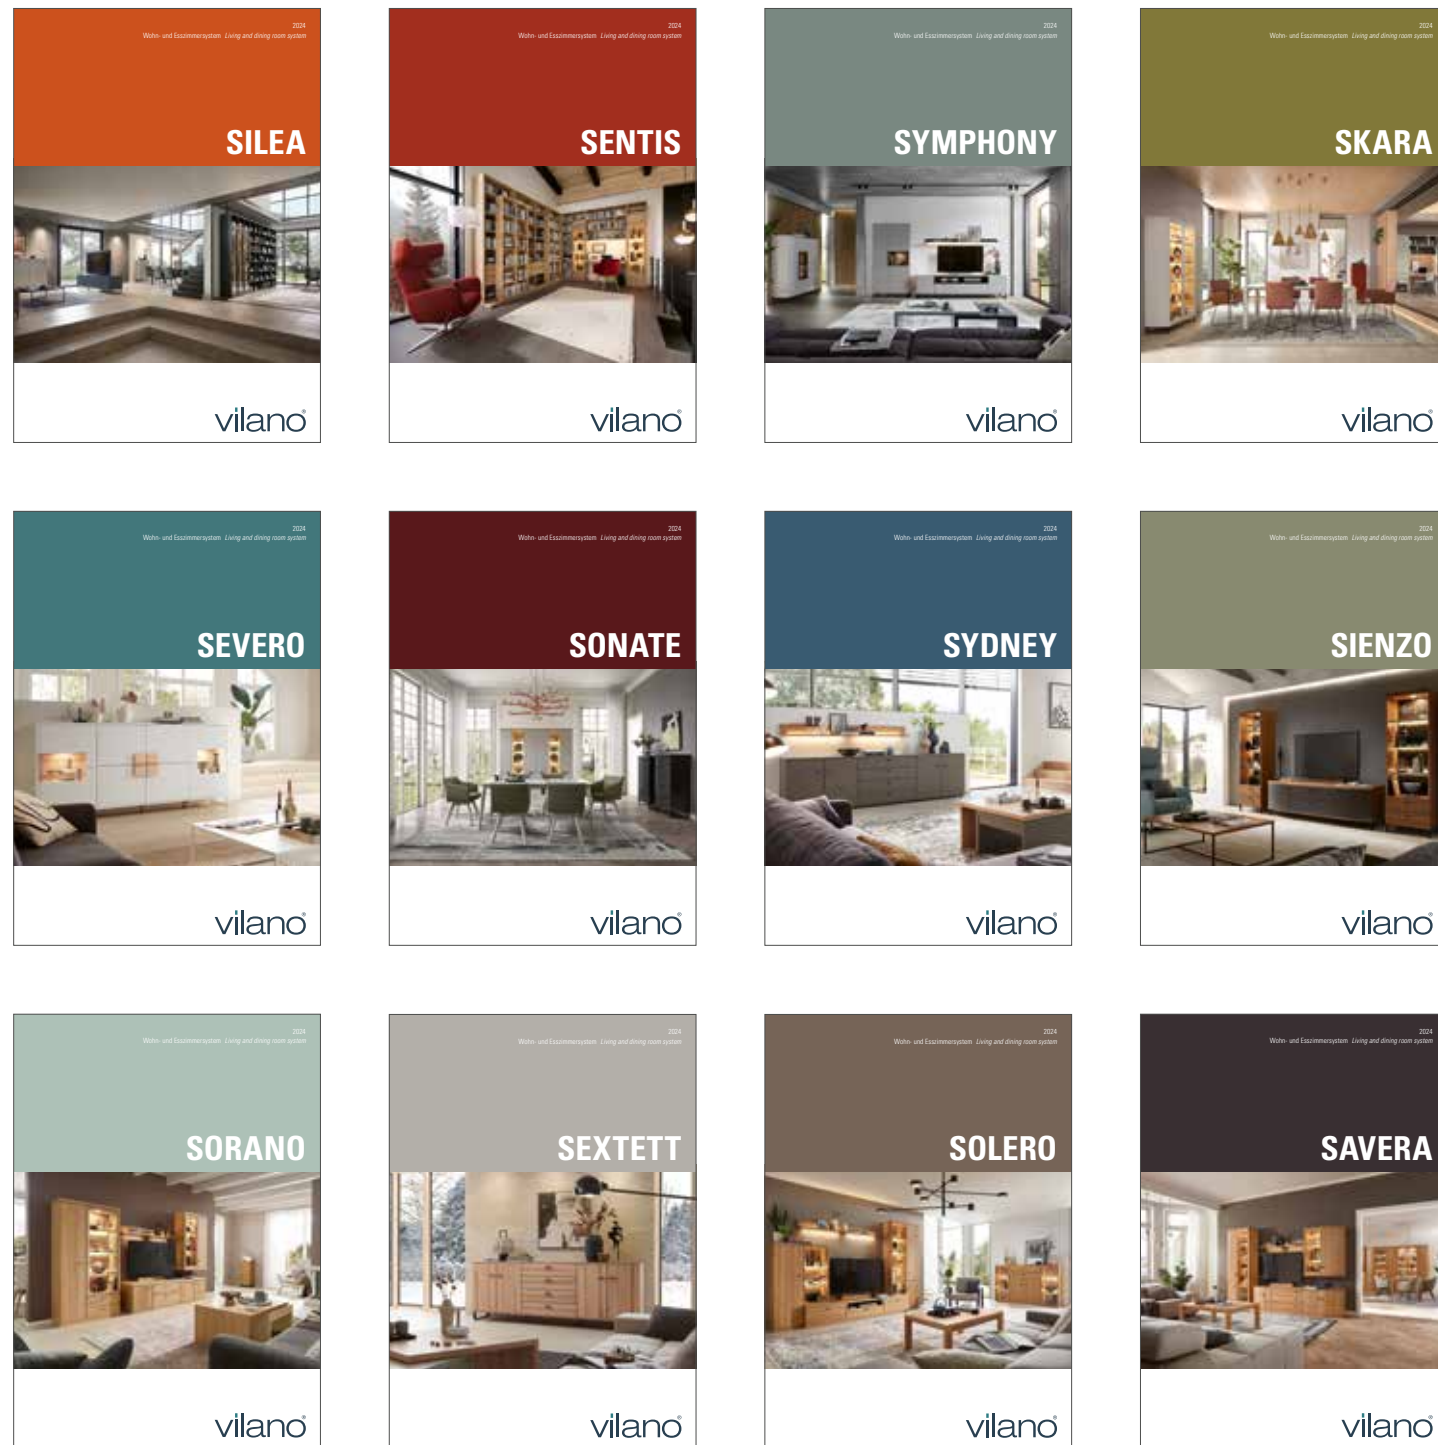 2024
Wohn- und Esszimmersystem Living and dining room system
SILEA
vilano®
2024
Wohn- und Esszimmersystem Living and dining room system
SENTIS
vilano®
2024
Wohn- und Esszimmersystem Living and dining room system
SYMPHONY
vilano®
2024
Wohn- und Esszimmersystem Living and dining room system
SKARA
vilano®
2024
Wohn- und Esszimmersystem Living and dining room system
SEVERO
vilano®
2024
Wohn- und Esszimmersystem Living and dining room system
SONATE
vilano®
2024
Wohn- und Esszimmersystem Living and dining room system
SYDNEY
vilano®
2024
Wohn- und Esszimmersystem Living and dining room system
SIENZO
vilano®
2024
Wohn- und Esszimmersystem Living and dining room system
SORANO
vilano®
2024
Wohn- und Esszimmersystem Living and dining room system
SEXTETT
vilano®
2024
Wohn- und Esszimmersystem Living and dining room system
SOLERO
vilano®
2024
Wohn- und Esszimmersystem Living and dining room system
SAVERA
vilano®